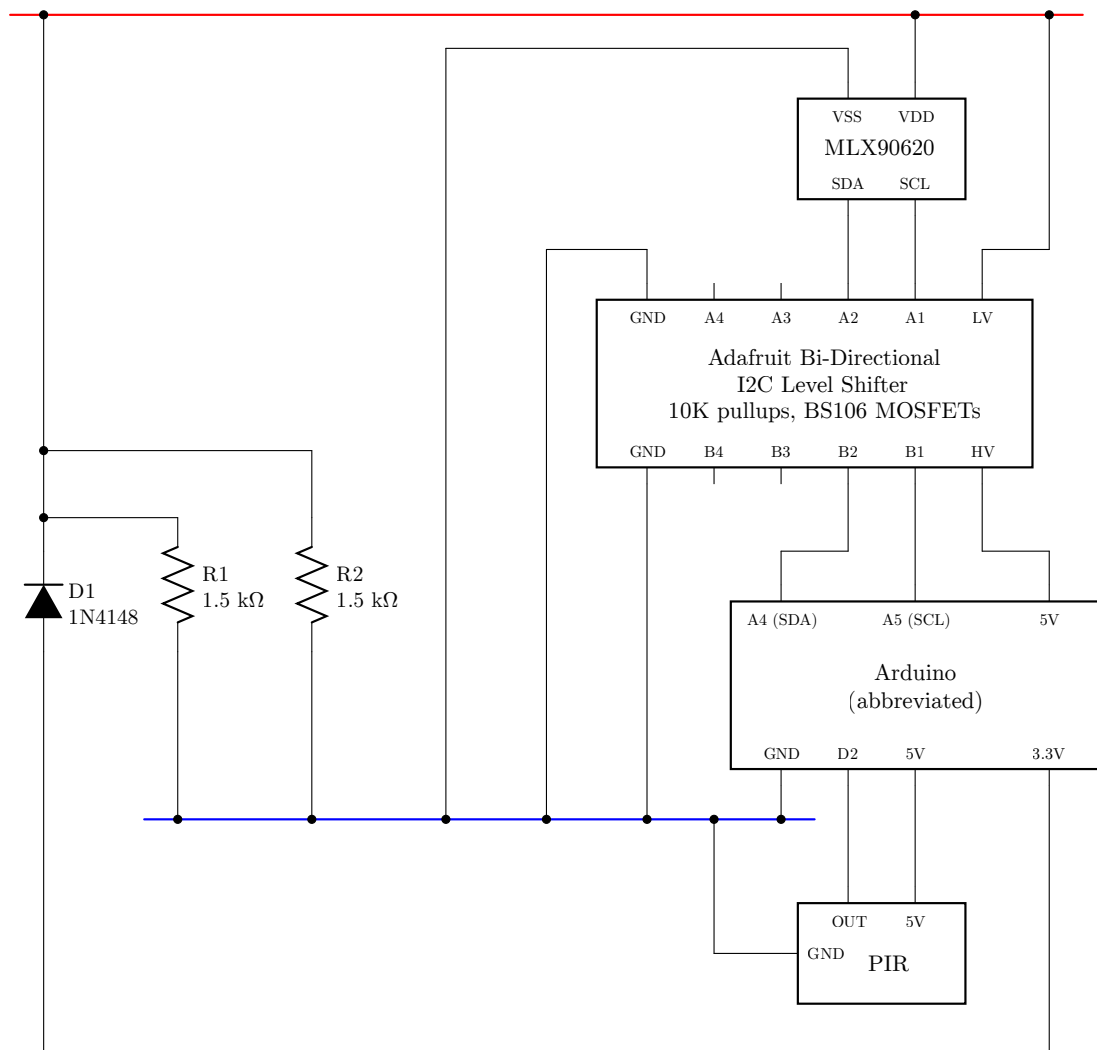 VSS VDD
MLX90620
SDA SCL
GND A4 A3 A2 A1 LV
Adafruit Bi-Directional
I2C Level Shifter
10K pullups, BS106 MOSFETs
GND B4 B3 B2 B1 HV
D1
1N4148
R1
1.5 kΩ
R2
1.5 kΩ
A4 (SDA) A5 (SCL) 5V
Arduino
(abbreviated)
GND D2 5V 3.3V
OUT 5V
GND PIR